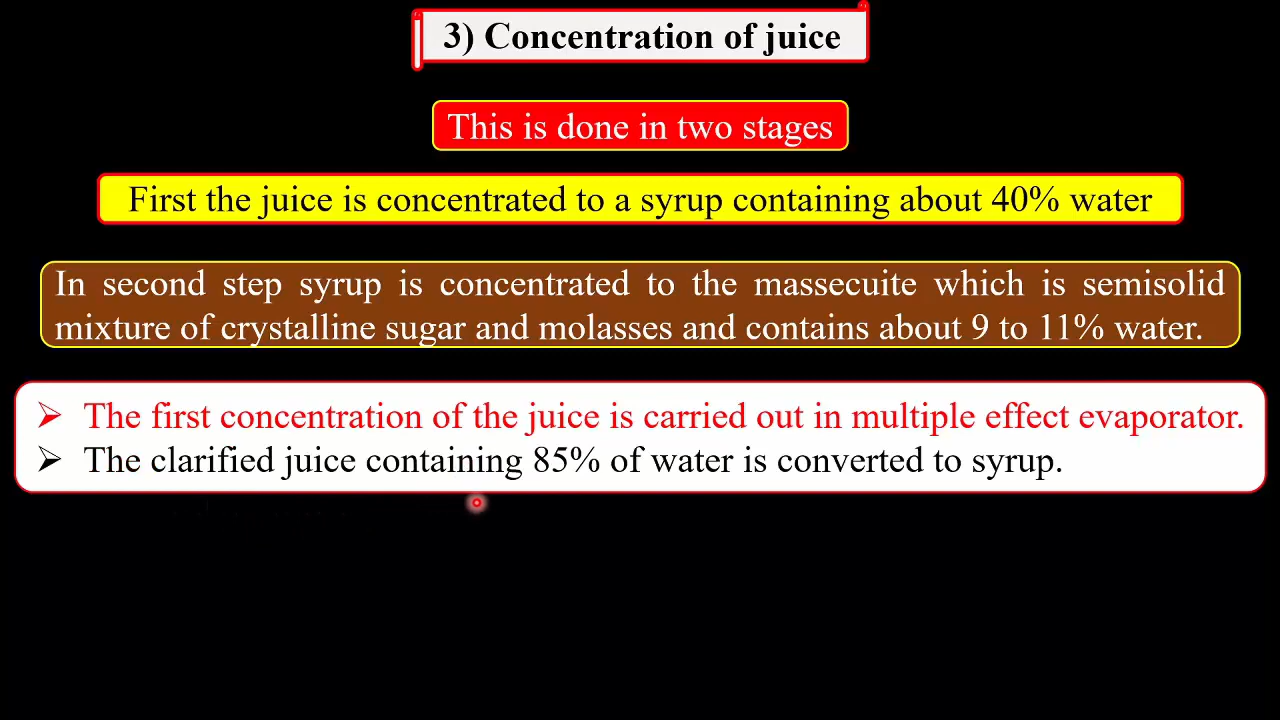 3) Concentration of juice
This is done in two stages
First the juice is concentrated to a syrup containing about 40% water
In second step syrup is concentrated to the massecuite which is semisolid
mixture of crystalline sugar and molasses and contains about 9 to 11% water.
➢ The first concentration of the juice is carried out in multiple effect evaporator.
➢ The clarified juice containing 85% of water is converted to syrup.